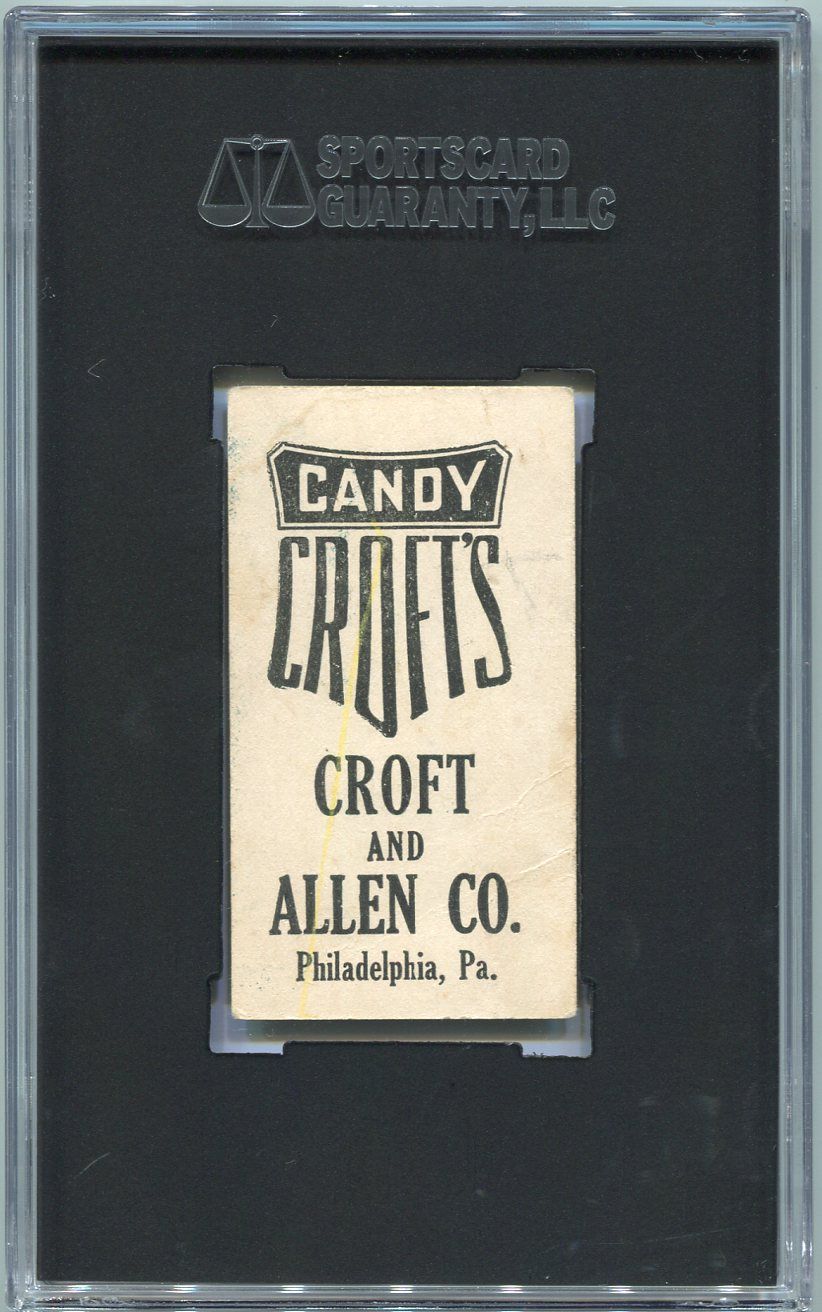 SPORTSCARD
GUARANTY, LLC
CANDY
CROFT'S
CROFT
AND
ALLEN CO.
Philadelphia, Pa.